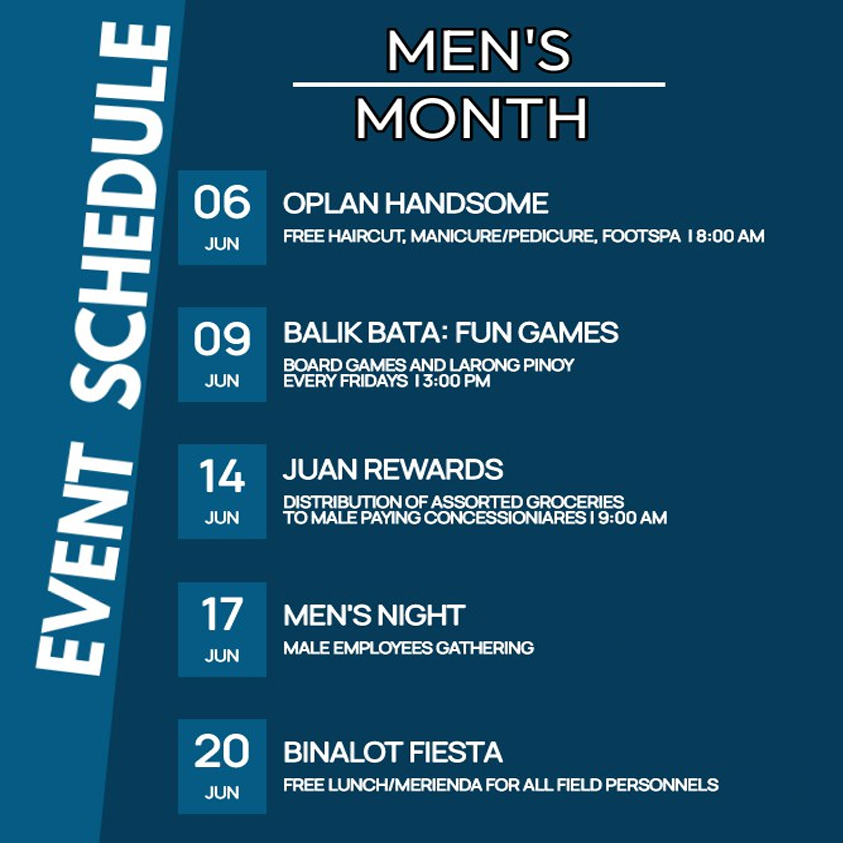 EVENT SCHEDULE
MEN'S
MONTH
06
JUN
OPLAN HANDSOME
FREE HAIRCUT, MANICURE/PEDICURE, FOOTSPA | 8:00 AM
09
JUN
BALIK BATA: FUN GAMES
BOARD GAMES AND LARONG PINOY
EVERY FRIDAYS | 3:00 PM
14
JUN
JUAN REWARDS
DISTRIBUTION OF ASSORTED GROCERIES
TO MALE PAYING CONCESSIONIARES | 9:00 AM
17
JUN
MEN'S NIGHT
MALE EMPLOYEES GATHERING
20
JUN
BINALOT FIESTA
FREE LUNCH/MERIENDA FOR ALL FIELD PERSONNELS